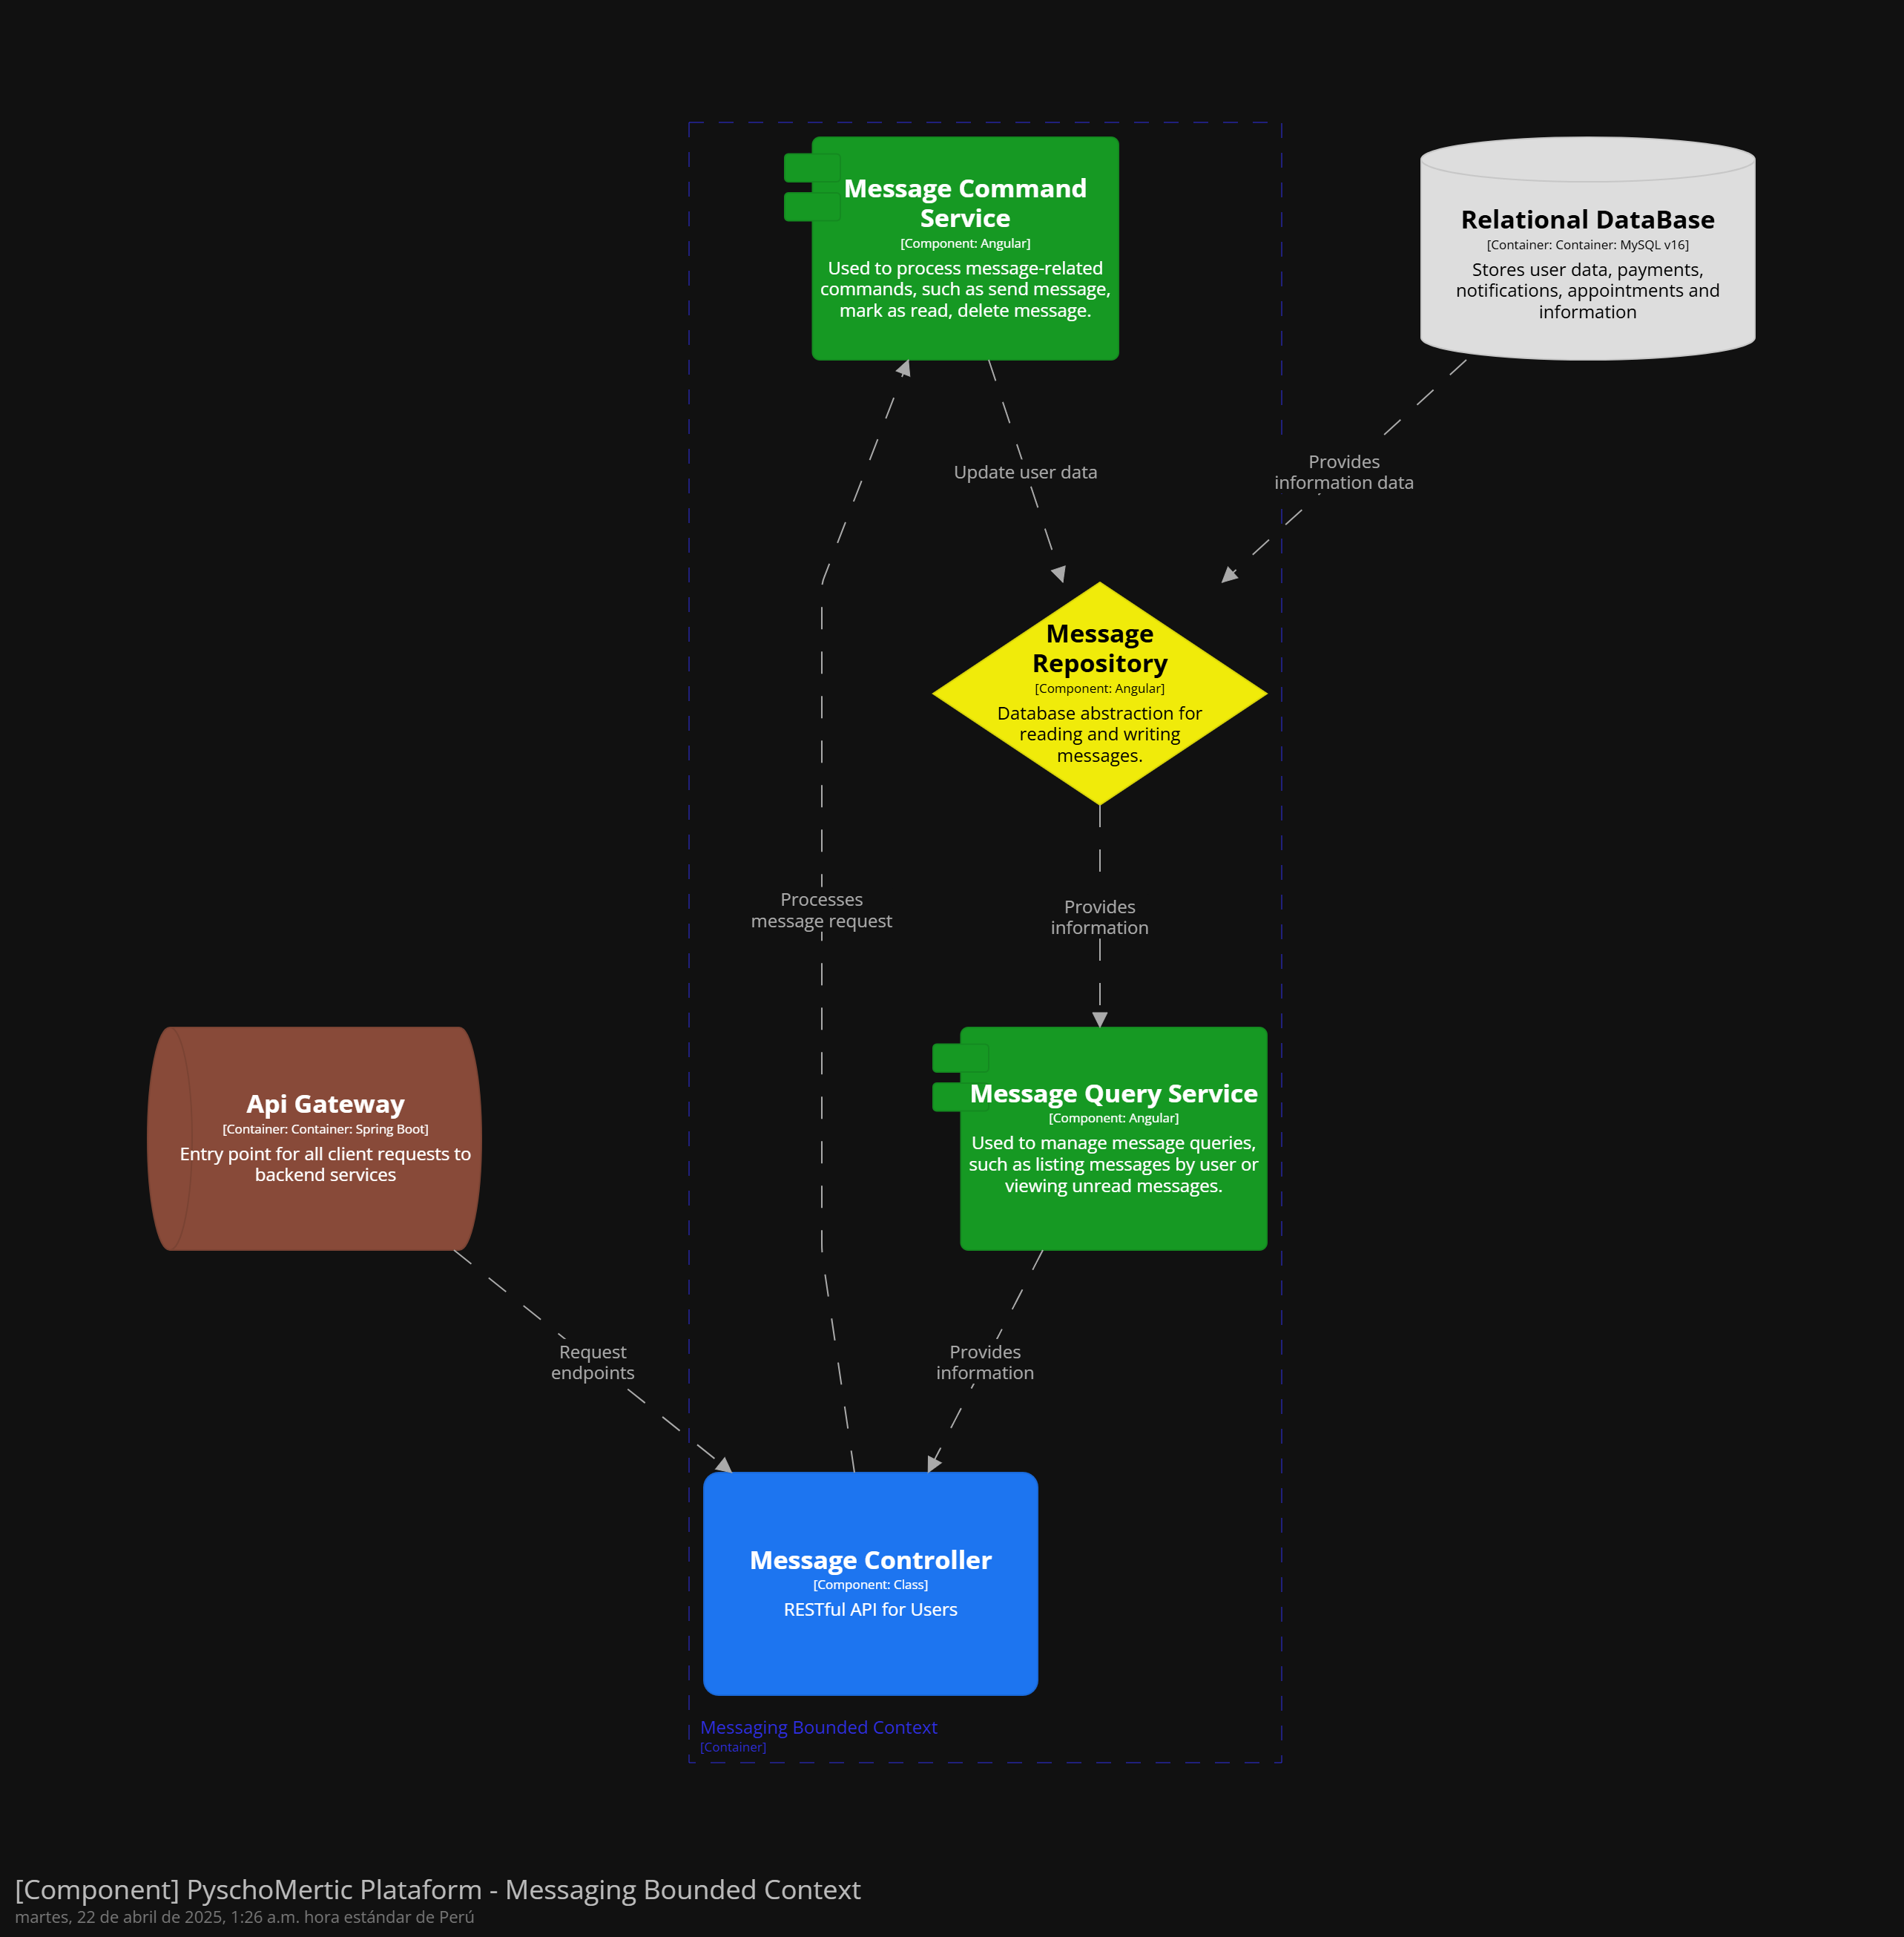 Message Command
Service
[Component: Angular]
Used to process message-related
commands, such as send message,
mark as read, delete message.
Relational DataBase
[Container: Container: MySQL v16]
Stores user data, payments,
notifications, appointments and
information
Update user data
Provides
information data
Message
Repository
[Component: Angular]
Database abstraction for
reading and writing
messages.
Processes
message request
Provides
information
Api Gateway
[Container: Container: Spring Boot]
Entry point for all client requests to
backend services
Message Query Service
[Component: Angular]
Used to manage message queries,
such as listing messages by user or
viewing unread messages.
Request
endpoints
Provides
information
Message Controller
[Component: Class]
RESTful API for Users
Messaging Bounded Context
[Container]
[Component] PyschoMertic Plataform - Messaging Bounded Context
martes, 22 de abril de 2025, 1:26 a.m. hora estándar de Perú